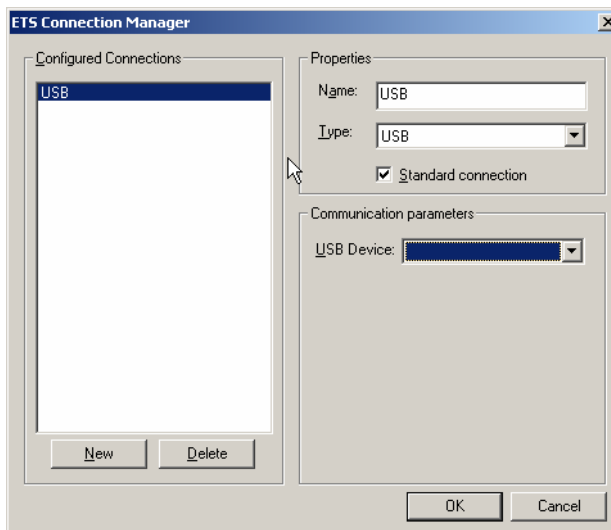 ETS Connection Manager
Configured Connections
USB
New
Delete
Properties
Name:
USB
Type:
USB
Standard connection
Communication parameters
USB Device:
OK
Cancel